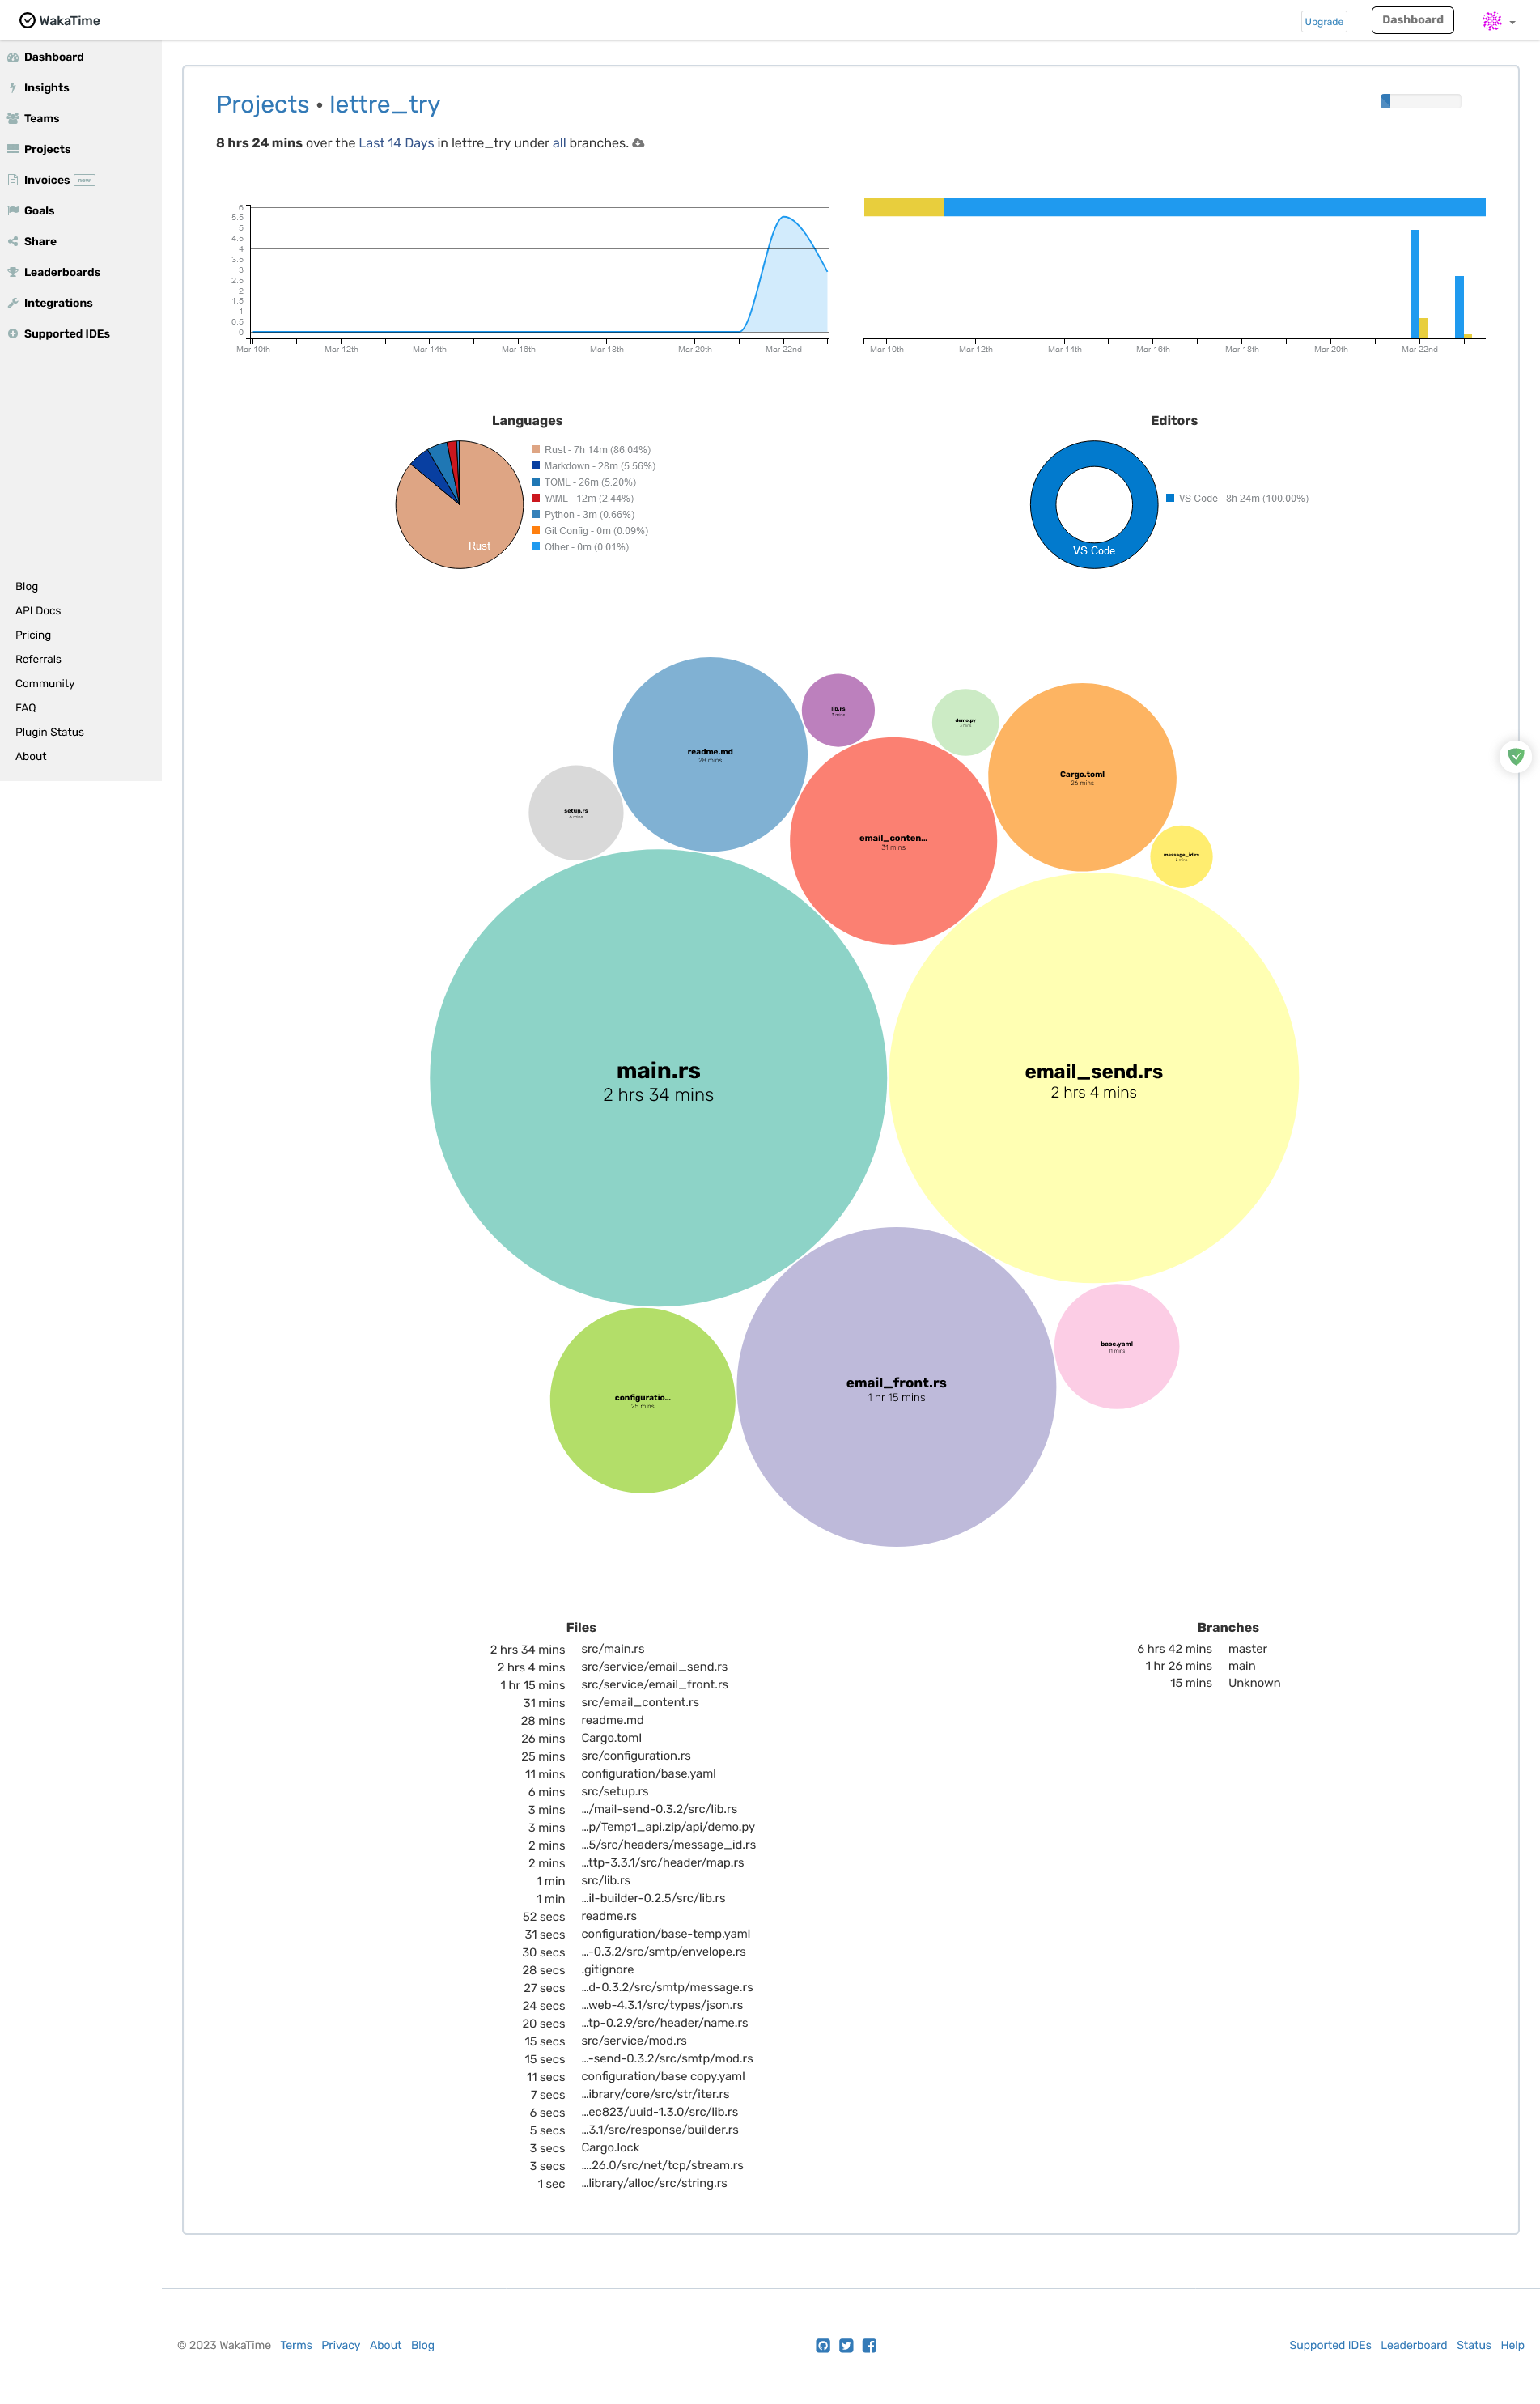 WakaTime
Upgrade
Dashboard
Dashboard
Insights
Teams
Projects
Invoices new
Goals
Share
Leaderboards
Integrations
Supported IDEs
Blog
API Docs
Pricing
Referrals
Community
FAQ
Plugin Status
About
Projects • lettre_try
8 hrs 24 mins over the Last 14 Days in lettre_try under all branches.
6
5.5
5
4.5
4
3.5
3
2.5
2
1.5
1
0.5
0
Mar 10th Mar 12th Mar 14th Mar 16th Mar 18th Mar 20th Mar 22nd
Mar 10th Mar 12th Mar 14th Mar 16th Mar 18th Mar 20th Mar 22nd
Languages
Rust
Rust - 7h 14m (86.04%)
Markdown - 28m (5.56%)
TOML - 26m (5.20%)
YAML - 12m (2.44%)
Python - 3m (0.66%)
Git Config - 0m (0.09%)
Other - 0m (0.01%)
Editors
VS Code
VS Code - 8h 24m (100.00%)
readme.md
28 mins
lib.rs
3 mins
demo.py
3 mins
Cargo.toml
26 mins
setup.rs
6 mins
email_conten…
31 mins
message_id.rs
2 mins
main.rs
2 hrs 34 mins
email_send.rs
2 hrs 4 mins
configuratio…
25 mins
email_front.rs
1 hr 15 mins
base.yaml
11 mins
Files
2 hrs 34 mins src/main.rs
2 hrs 4 mins src/service/email_send.rs
1 hr 15 mins src/service/email_front.rs
31 mins src/email_content.rs
28 mins readme.md
26 mins Cargo.toml
25 mins src/configuration.rs
11 mins configuration/base.yaml
6 mins src/setup.rs
3 mins …/mail-send-0.3.2/src/lib.rs
3 mins …p/Temp1_api.zip/api/demo.py
2 mins …5/src/headers/message_id.rs
2 mins …ttp-3.3.1/src/header/map.rs
1 min src/lib.rs
1 min …il-builder-0.2.5/src/lib.rs
52 secs readme.rs
31 secs configuration/base-temp.yaml
30 secs …-0.3.2/src/smtp/envelope.rs
28 secs .gitignore
27 secs …d-0.3.2/src/smtp/message.rs
24 secs …web-4.3.1/src/types/json.rs
20 secs …tp-0.2.9/src/header/name.rs
15 secs src/service/mod.rs
15 secs …-send-0.3.2/src/smtp/mod.rs
11 secs configuration/base copy.yaml
7 secs …ibrary/core/src/str/iter.rs
6 secs …ec823/uuid-1.3.0/src/lib.rs
5 secs …3.1/src/response/builder.rs
3 secs Cargo.lock
3 secs ….26.0/src/net/tcp/stream.rs
1 sec …library/alloc/src/string.rs
Branches
6 hrs 42 mins master
1 hr 26 mins main
15 mins Unknown
© 2023 WakaTime Terms Privacy About Blog
Supported IDEs Leaderboard Status Help